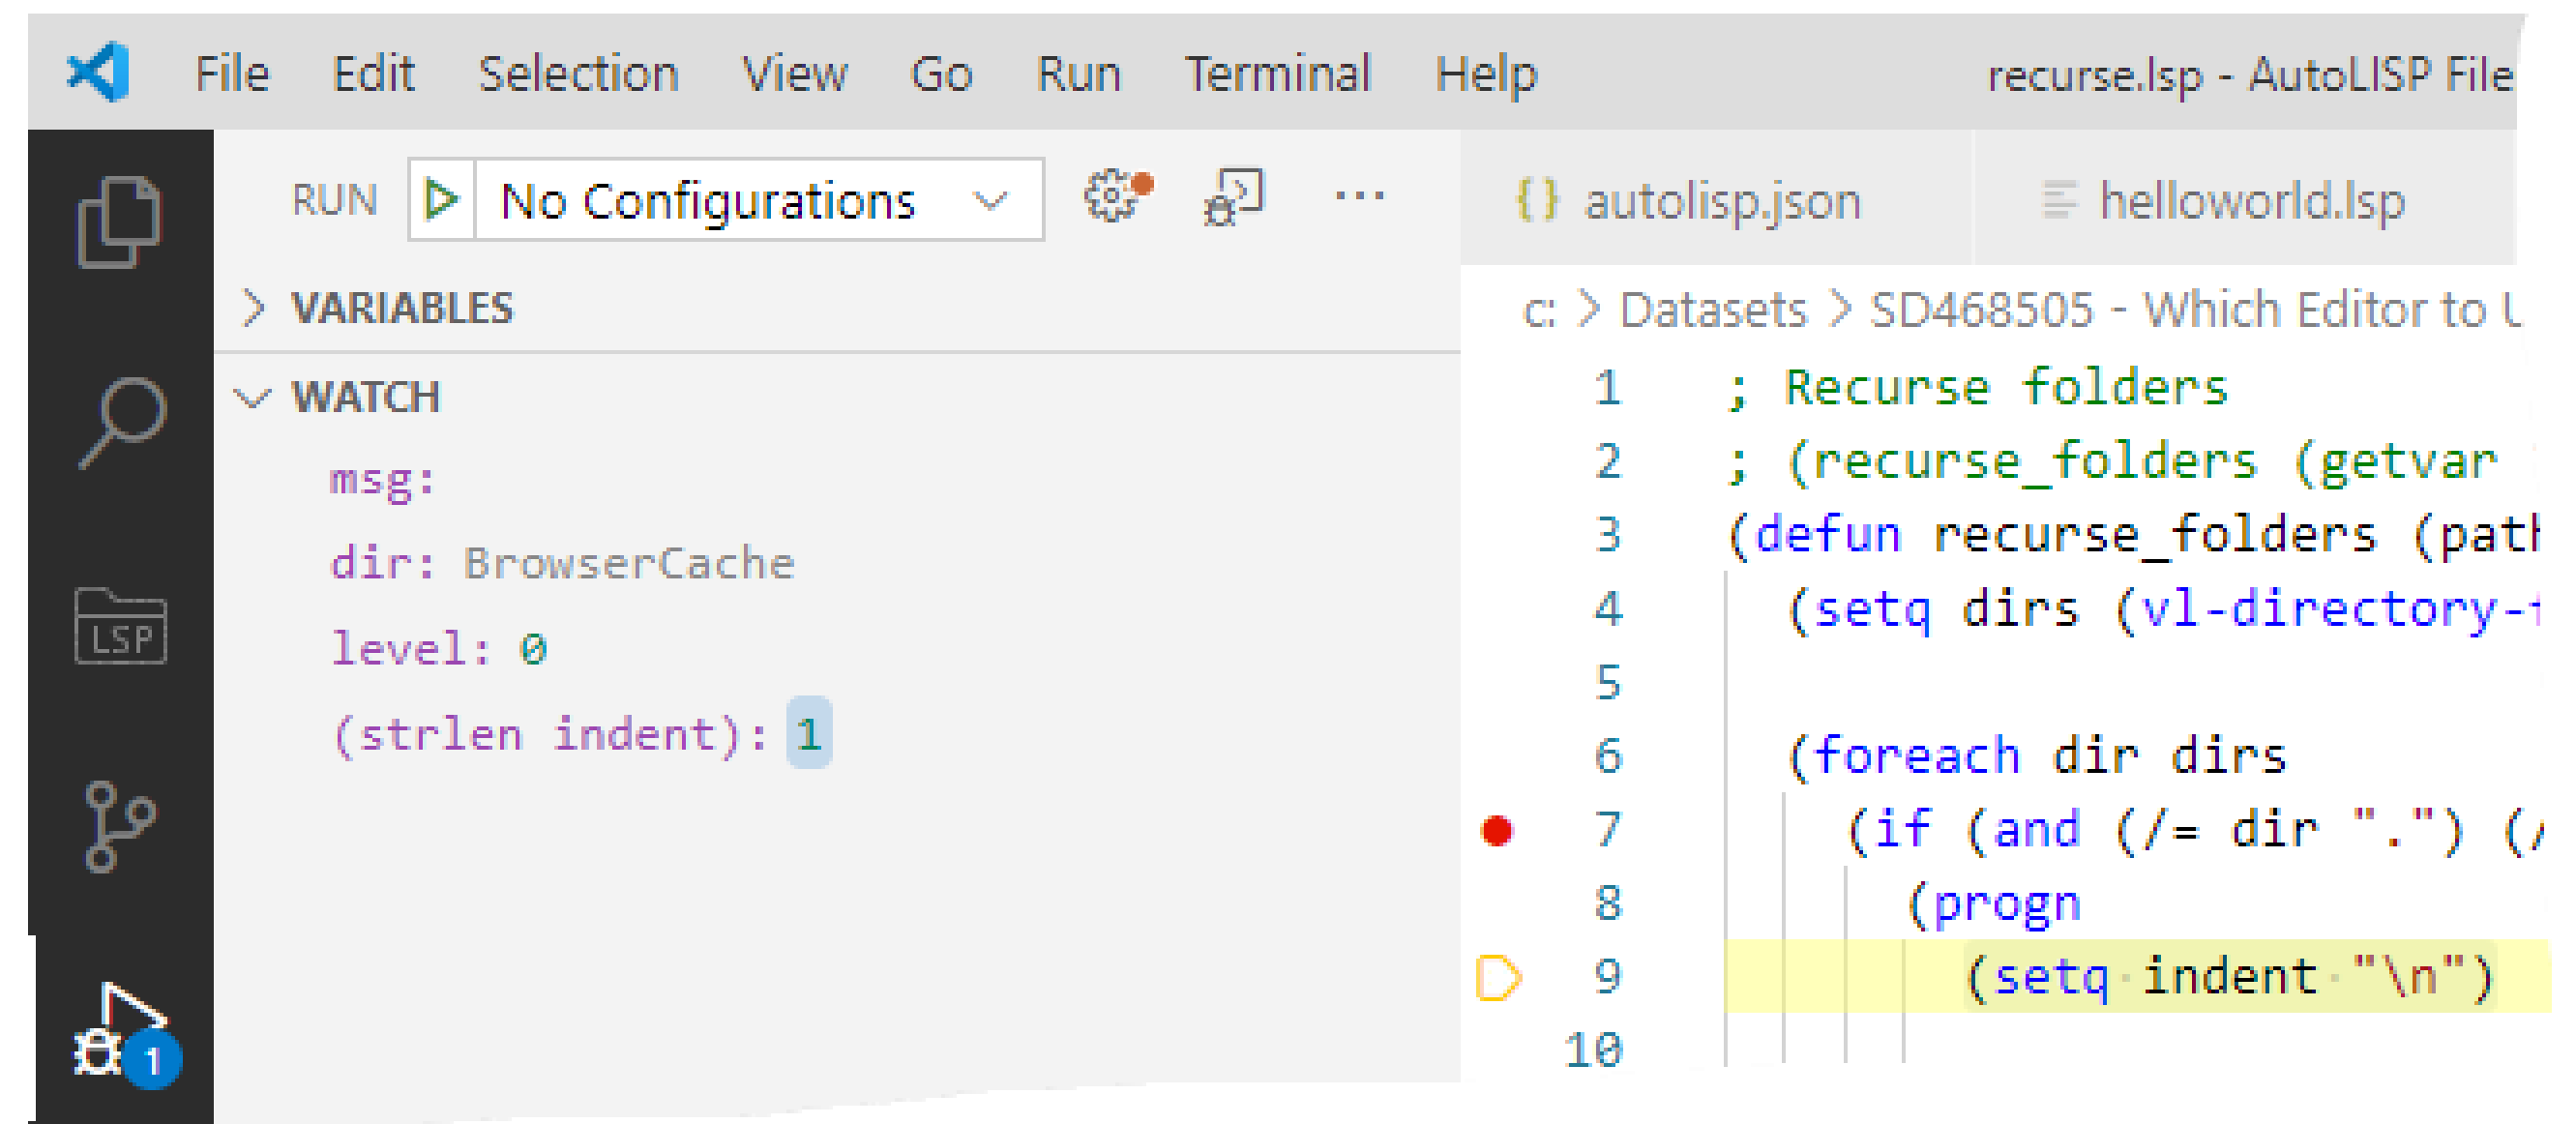 File Edit Selection View Go Run Terminal Help recurse.lsp - AutoLISP File
RUN No Configurations ...
{} autolisp.json helloworld.lsp
VARIABLES
c: > Datasets > SD468505 - Which Editor to
WATCH
msg:
dir: BrowserCache
level: 0
(strlen indent): 1
LSP
1
1 ; Recurse folders
2 ; (recurse_folders (getvar
3 (defun recurse_folders (path
4 (setq dirs (vl-directory-
5
6 (foreach dir dirs
7 (if (and (/= dir ".") (/
8 (progn
9 (setq indent "\n")
10